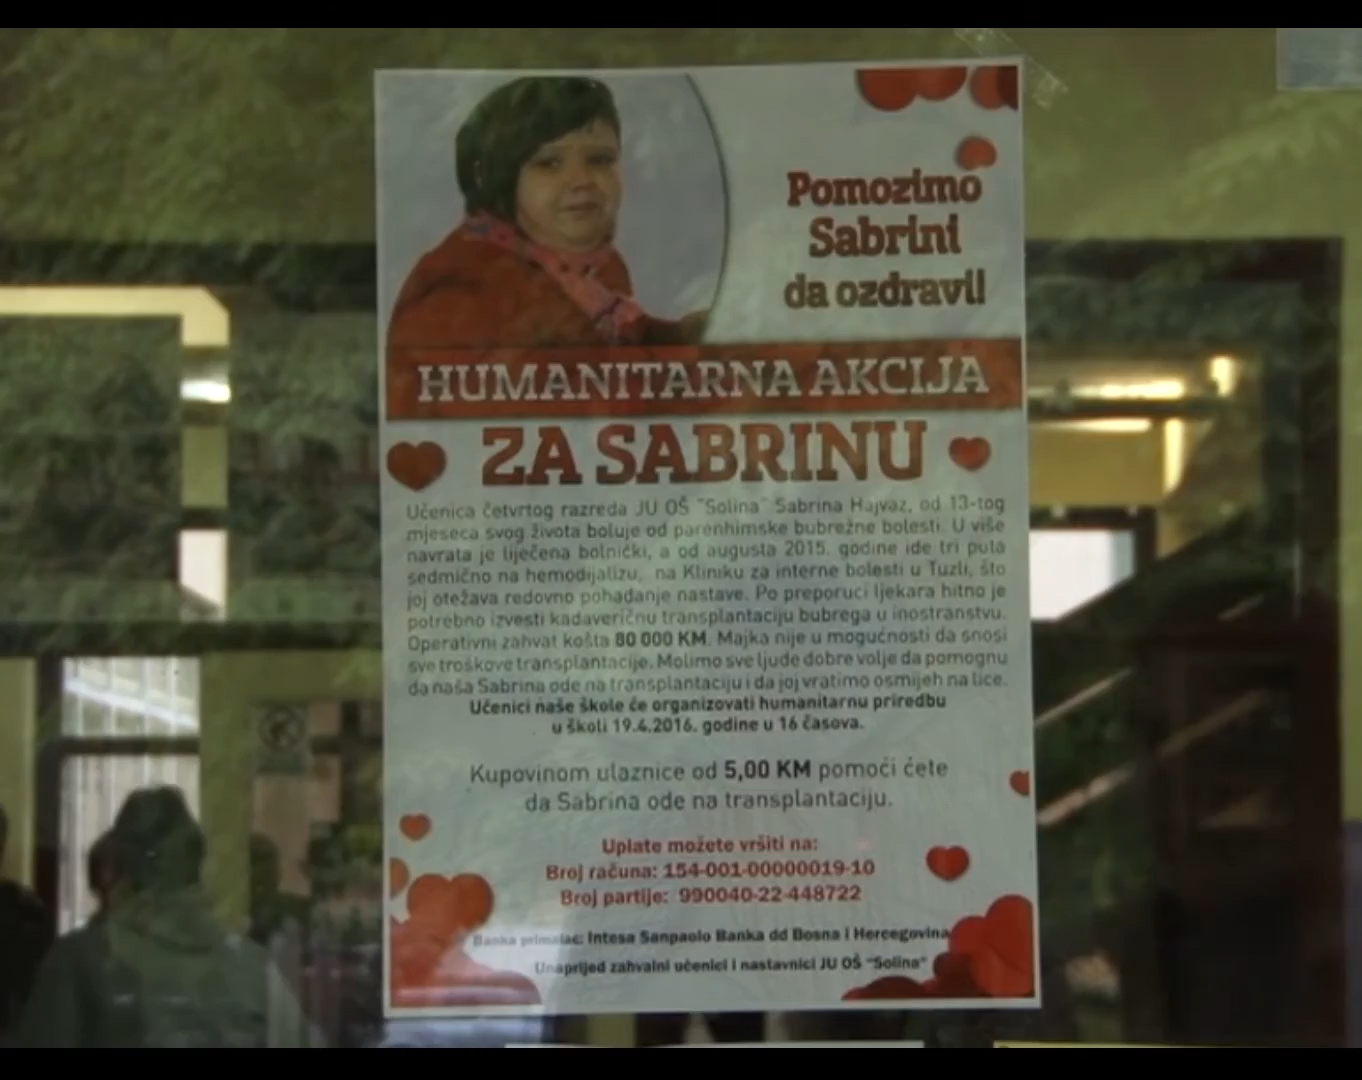 Pomozimo
Sabrini
da ozdravi!
HUMANITARNA AKCIJA
ZA SABRINU
Učenica četvrtog razreda JU OŠ "Solina" Sabrina Hajvaz, od 13-tog
mjeseca svog života boluje od parenhimske bubrežne bolesti. U više
navrata je liječena bolnički, a od augusta 2015. godine ide tri puta
sedmično na hemodijalizu, na Kliniku za interne bolesti u Tuzli, što
joj otežava redovno pohađanje nastave. Po preporuci ljekara hitno je
potrebno izvesti kadaveričnu transplantaciju bubrega u inostranstvu.
Operativni zahvat košta 80 000 KM. Majka nije u mogućnosti da snosi
sve troškove transplantacije. Molimo sve ljude dobre volje da pomognu
da naša Sabrina ode na transplantaciju i da joj vratimo osmijeh na lice.
Učenici naše škole će organizovati humanitarnu priredbu
u školi 19.4.2016. godine u 16 časova.
Kupovinom ulaznice od 5,00 KM pomoći ćete
da Sabrina ode na transplantaciju.
Uplate možete vršiti na:
Broj računa: 154-001-00000019-10
Broj partije: 990040-22-448722
Banka primalac: Intesa Sanpaolo Banka dd Bosna i Hercegovina
Unaprijed zahvalni učenici i nastavnici JU OŠ "Solina"